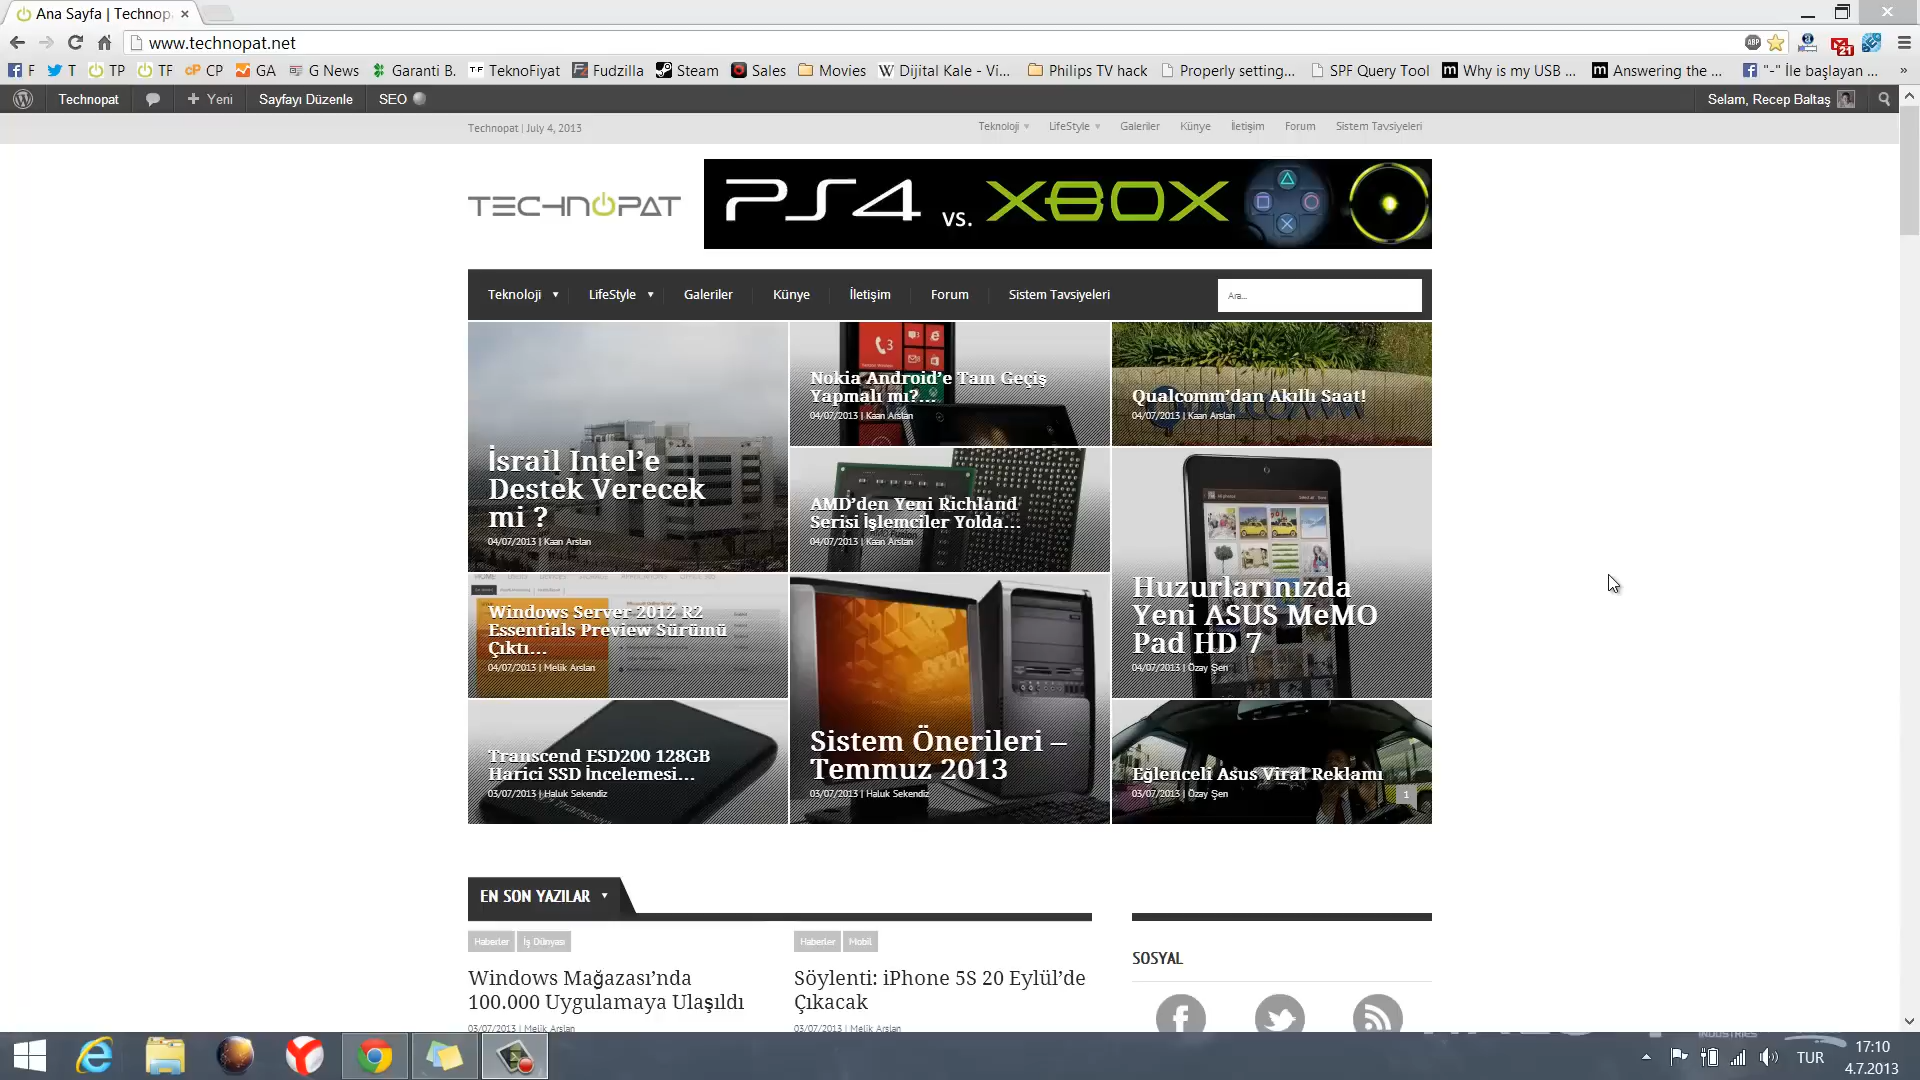 Ana Sayfa | Technop
www.technopat.net
ABP
21
F T TP TF CP GA G News Garanti B. TeknoFiyat Fudzilla Steam Sales Movies Dijital Kale - Vi... Philips TV hack Properly setting... SPF Query Tool Why is my USB ... Answering the ... "-" İle başlayan ... »
Technopat + Yeni Sayfayı Düzenle SEO Selam, Recep Baltaş
Technopat | July 4, 2013
Teknoloji LifeStyle Galeriler Künye İletişim Forum Sistem Tavsiyeleri
TECHNOPAT
PS4 vs. XBOX
Teknoloji LifeStyle Galeriler Künye İletişim Forum Sistem Tavsiyeleri
Ara...
İsrail Intel’e
Destek Verecek
mi ?
04/07/2013 | Kaan Arslan
Nokia Android’e Tam Geçiş
Yapmalı mı?...
04/07/2013 | Kaan Arslan
Qualcomm’dan Akıllı Saat!
04/07/2013 | Kaan Arslan
AMD’den Yeni Richland
Serisi İşlemciler Yolda...
04/07/2013 | Kaan Arslan
Huzurlarınızda
Yeni ASUS MeMO
Pad HD 7
04/07/2013 | Özay Şen
Windows Server 2012 R2
Essentials Preview Sürümü
Çıktı...
04/07/2013 | Melik Arslan
Sistem Önerileri –
Temmuz 2013
03/07/2013 | Haluk Sekendiz
Transcend ESD200 128GB
Harici SSD İncelemesi...
03/07/2013 | Haluk Sekendiz
Eğlenceli Asus Viral Reklamı
03/07/2013 | Özay Şen
1
EN SON YAZILAR
Haberler İş Dünyası
Windows Mağazası’nda
100.000 Uygulamaya Ulaşıldı
03/07/2013 | Melik Arslan
Haberler Mobil
Söylenti: iPhone 5S 20 Eylül’de
Çıkacak
03/07/2013 | Melik Arslan
SOSYAL
INDUSTRIES
TUR
17:10
4.7.2013